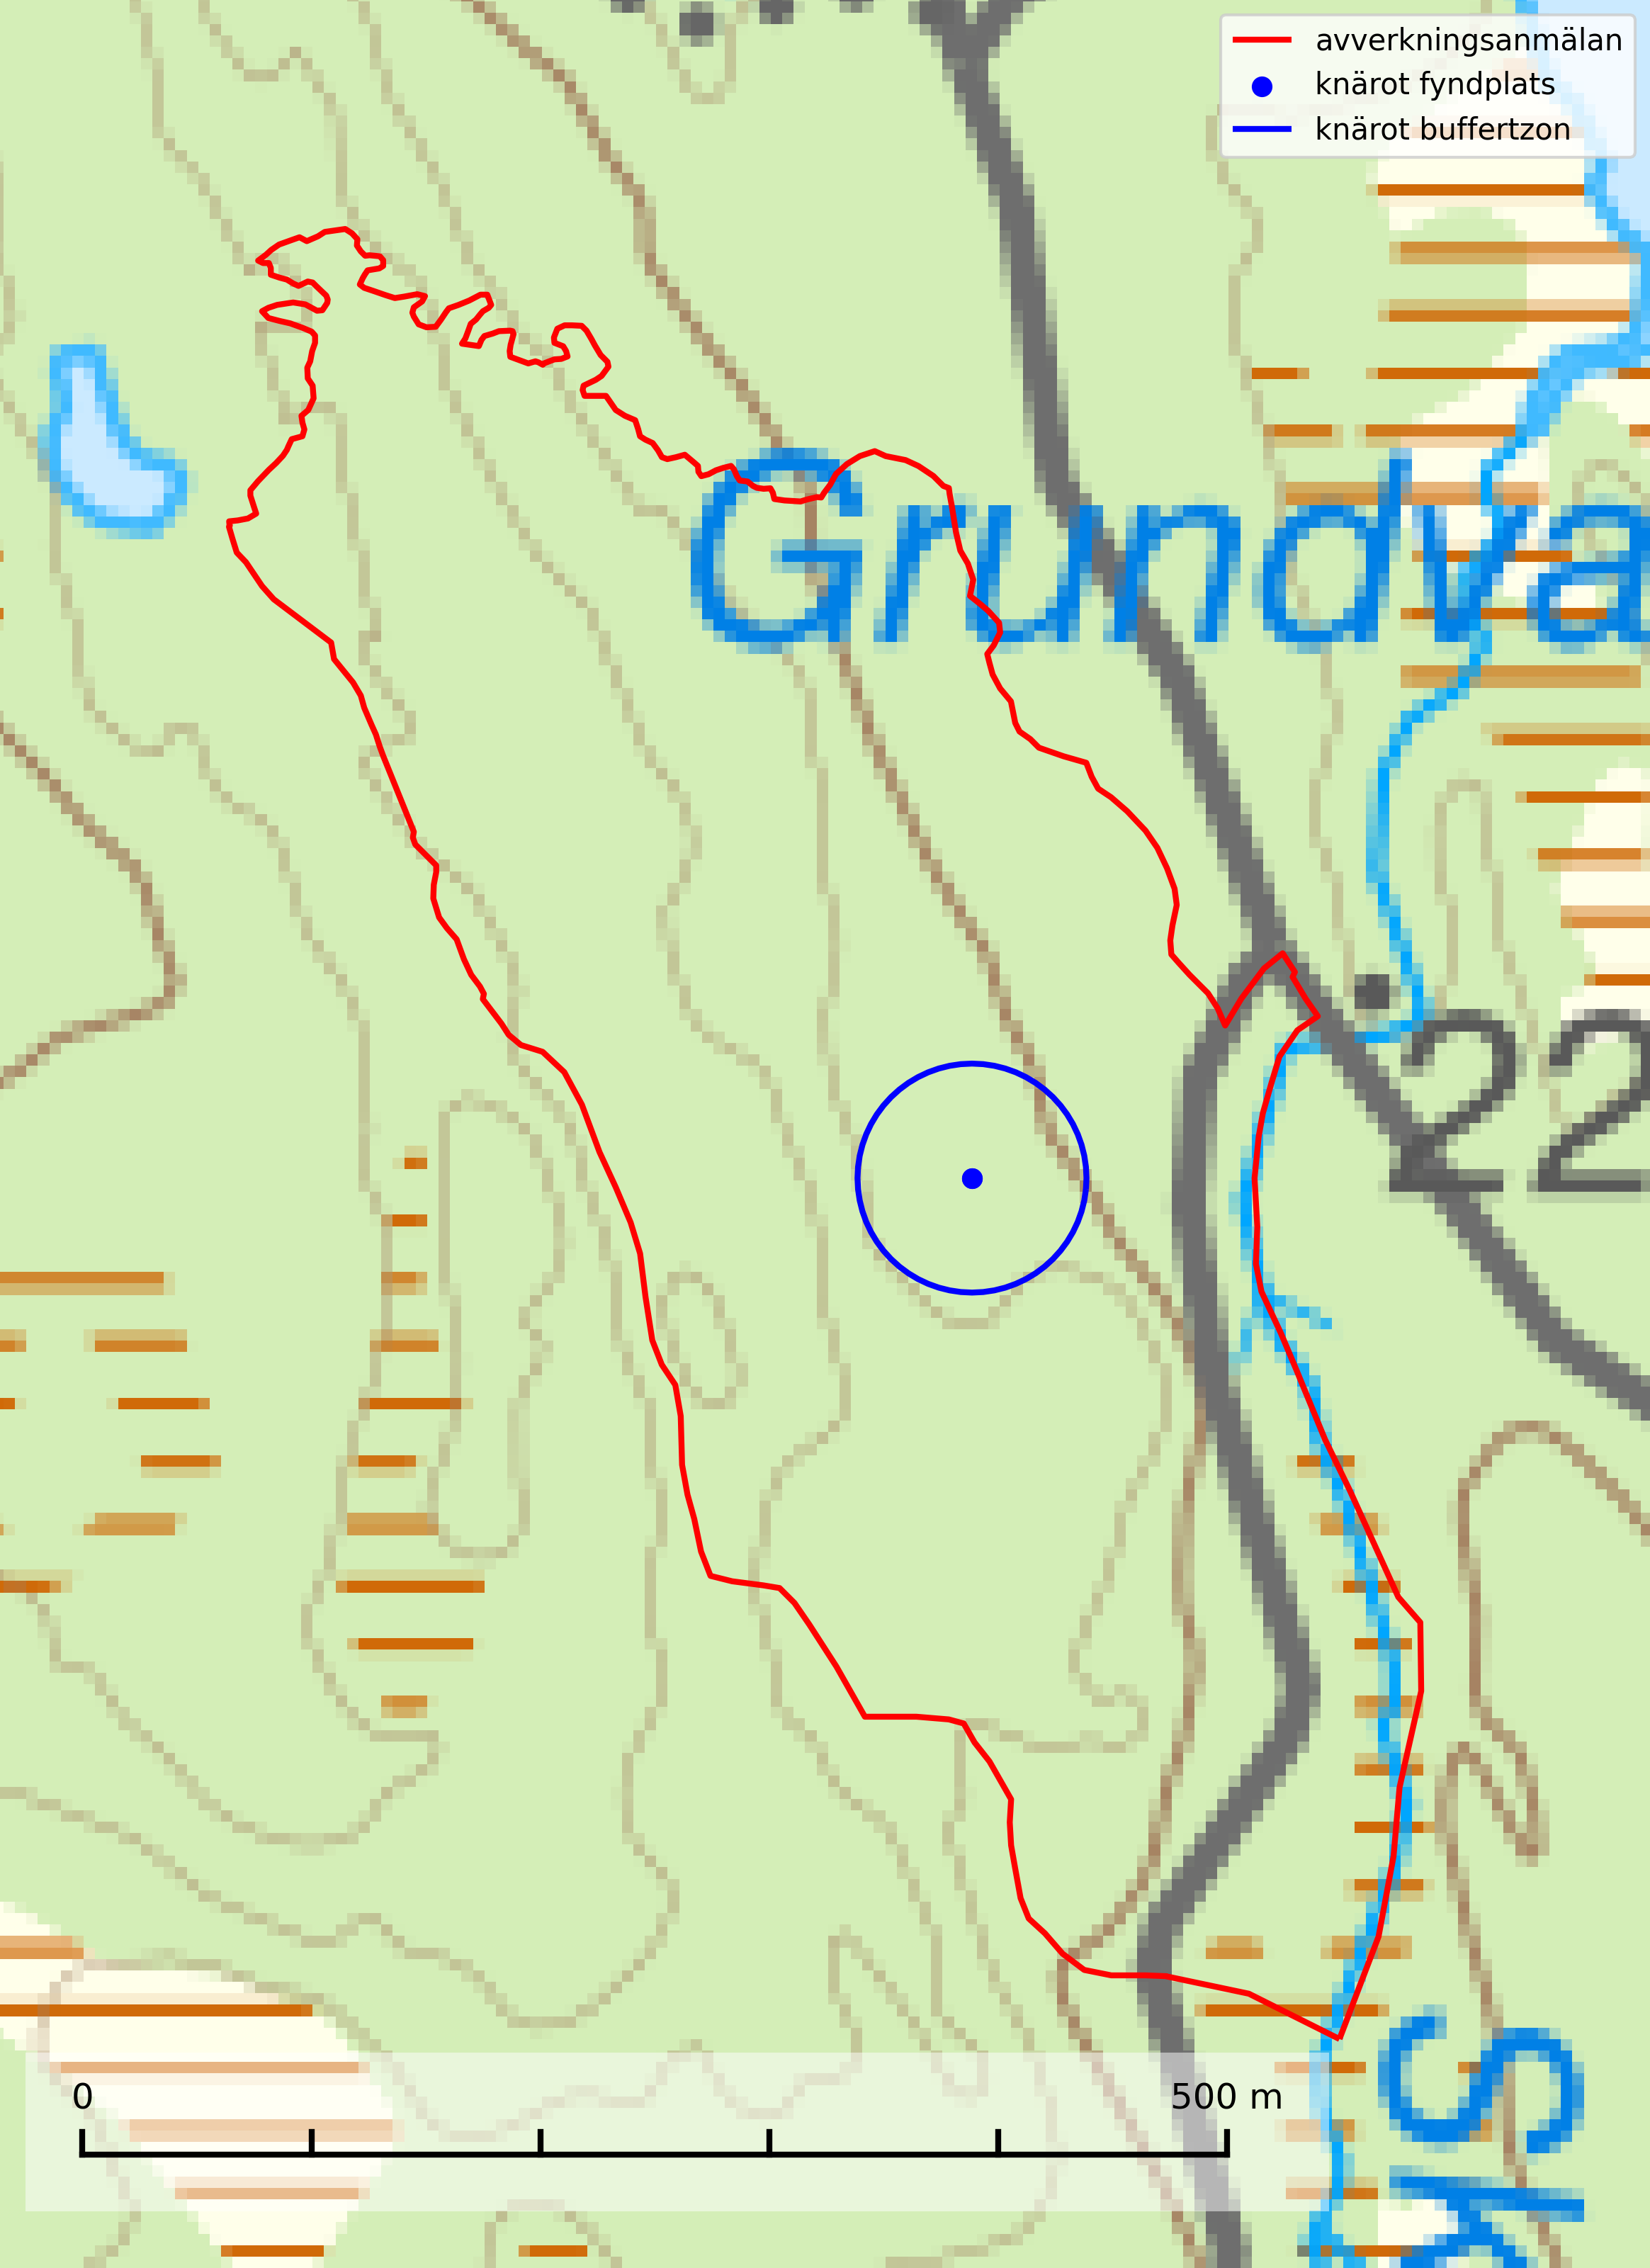 avverkningsanmälan
knärot fyndplats
knärot buffertzon
Grundva
22
0 500 m